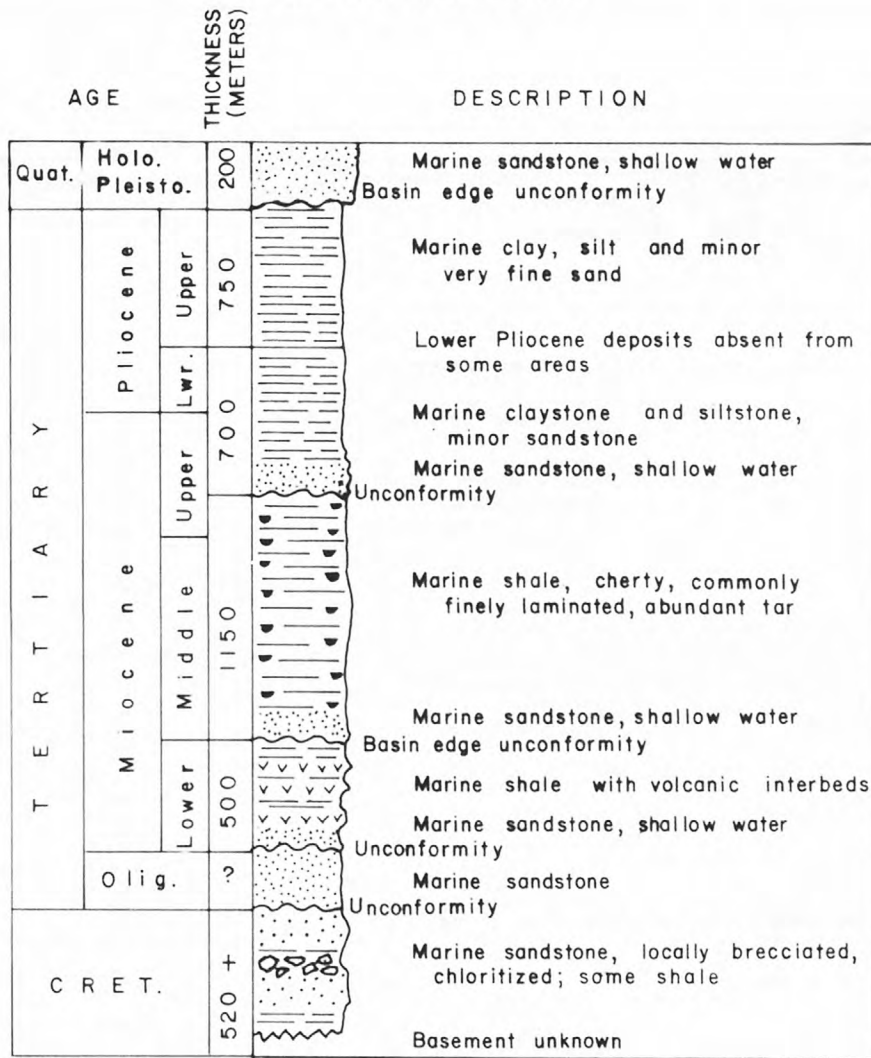 AGE
THICKNESS
(METERS)
DESCRIPTION
Quat.
Holo.
Pleisto.
200
Marine sandstone, shallow water
Basin edge unconformity
TERTIARY
Pliocene
Upper
750
Marine clay, silt and minor
very fine sand
Lower Pliocene deposits absent from
some areas
Lwr.
700
Marine claystone and siltstone,
minor sandstone
Marine sandstone, shallow water
Unconformity
Miocene
Upper
Middle
1150
Marine shale, cherty, commonly
finely laminated, abundant tar
Marine sandstone, shallow water
Basin edge unconformity
Lower
500
Marine shale with volcanic interbeds
Marine sandstone, shallow water
Unconformity
Olig.
?
Marine sandstone
Unconformity
CRET.
520 +
Marine sandstone, locally brecciated,
chloritized; some shale
Basement unknown